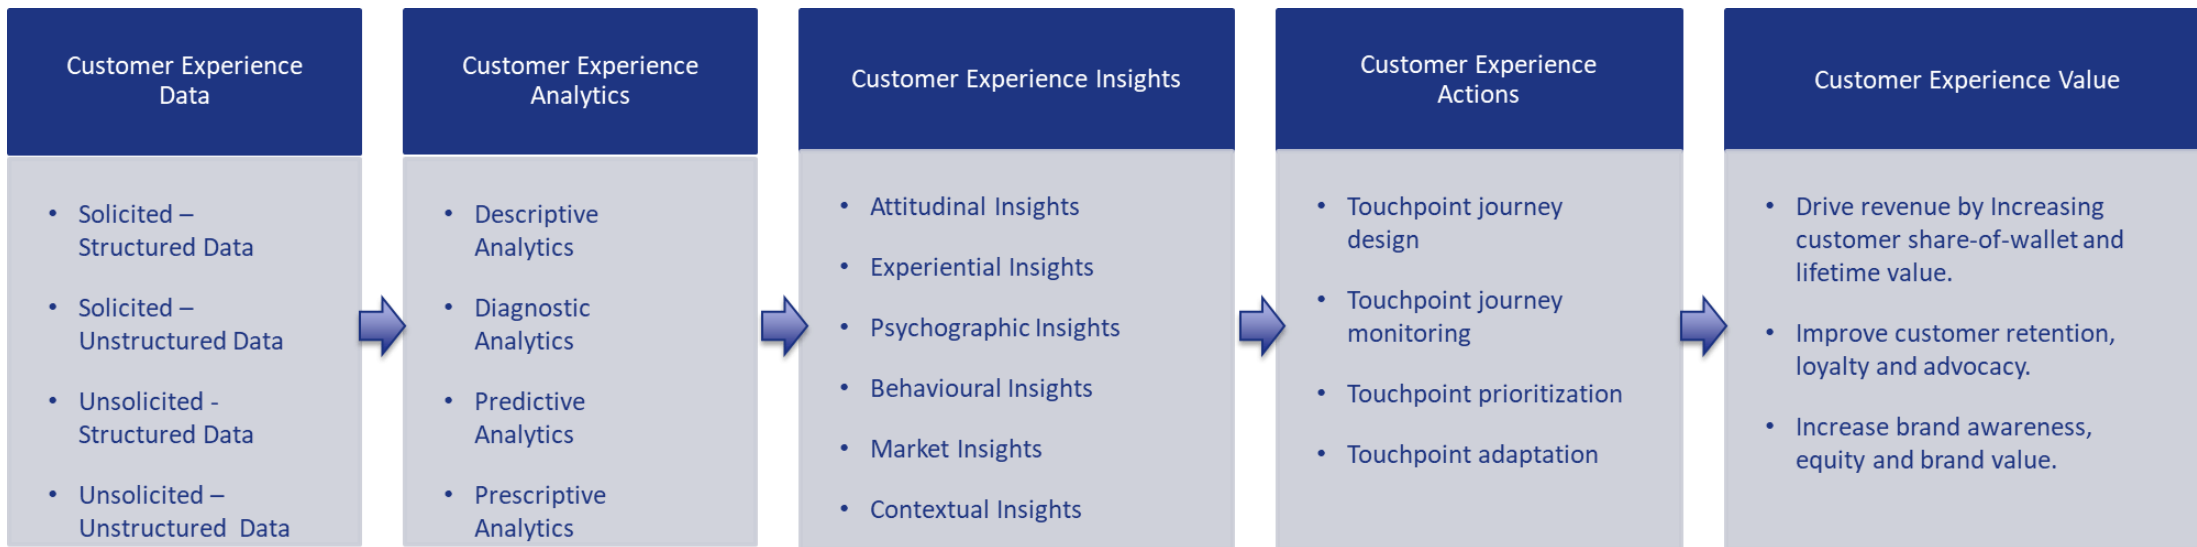 Customer Experience
Data
• Solicited –
Structured Data
• Solicited –
Unstructured Data
• Unsolicited -
Structured Data
• Unsolicited –
Unstructured Data
Customer Experience
Analytics
• Descriptive
Analytics
• Diagnostic
Analytics
• Predictive
Analytics
• Prescriptive
Analytics
Customer Experience Insights
• Attitudinal Insights
• Experiential Insights
• Psychographic Insights
• Behavioural Insights
• Market Insights
• Contextual Insights
Customer Experience
Actions
• Touchpoint journey
design
• Touchpoint journey
monitoring
• Touchpoint prioritization
• Touchpoint adaptation
Customer Experience Value
• Drive revenue by Increasing
customer share-of-wallet and
lifetime value.
• Improve customer retention,
loyalty and advocacy.
• Increase brand awareness,
equity and brand value.